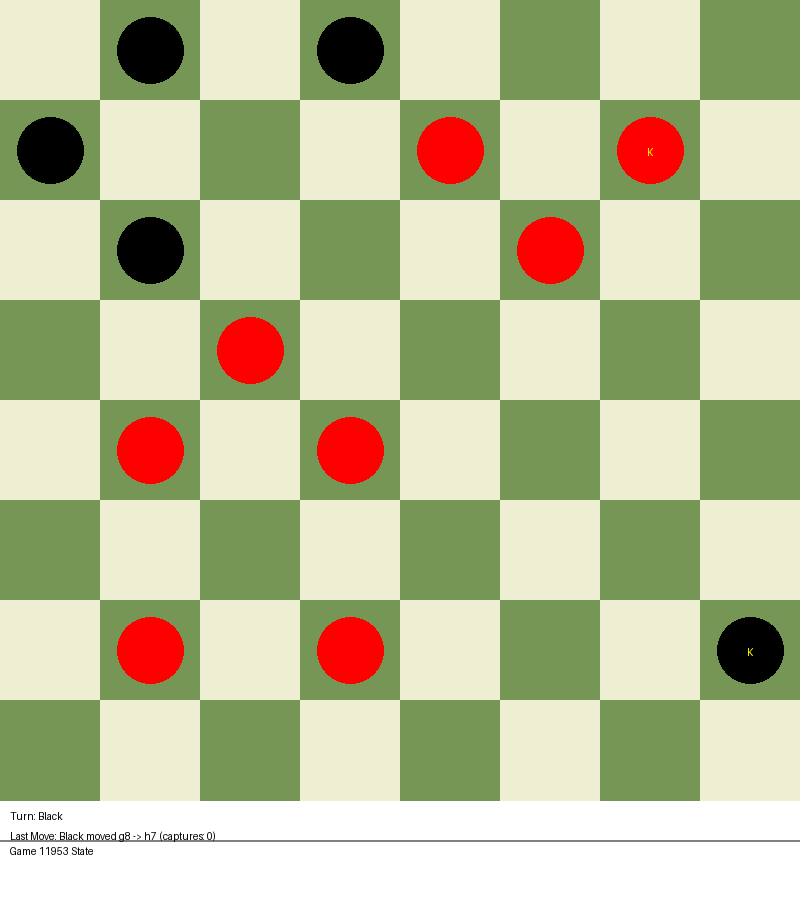 K
K
Turn: Black
Last Move: Black moved g8 -> h7 (captures: 0)
Game 11953 State